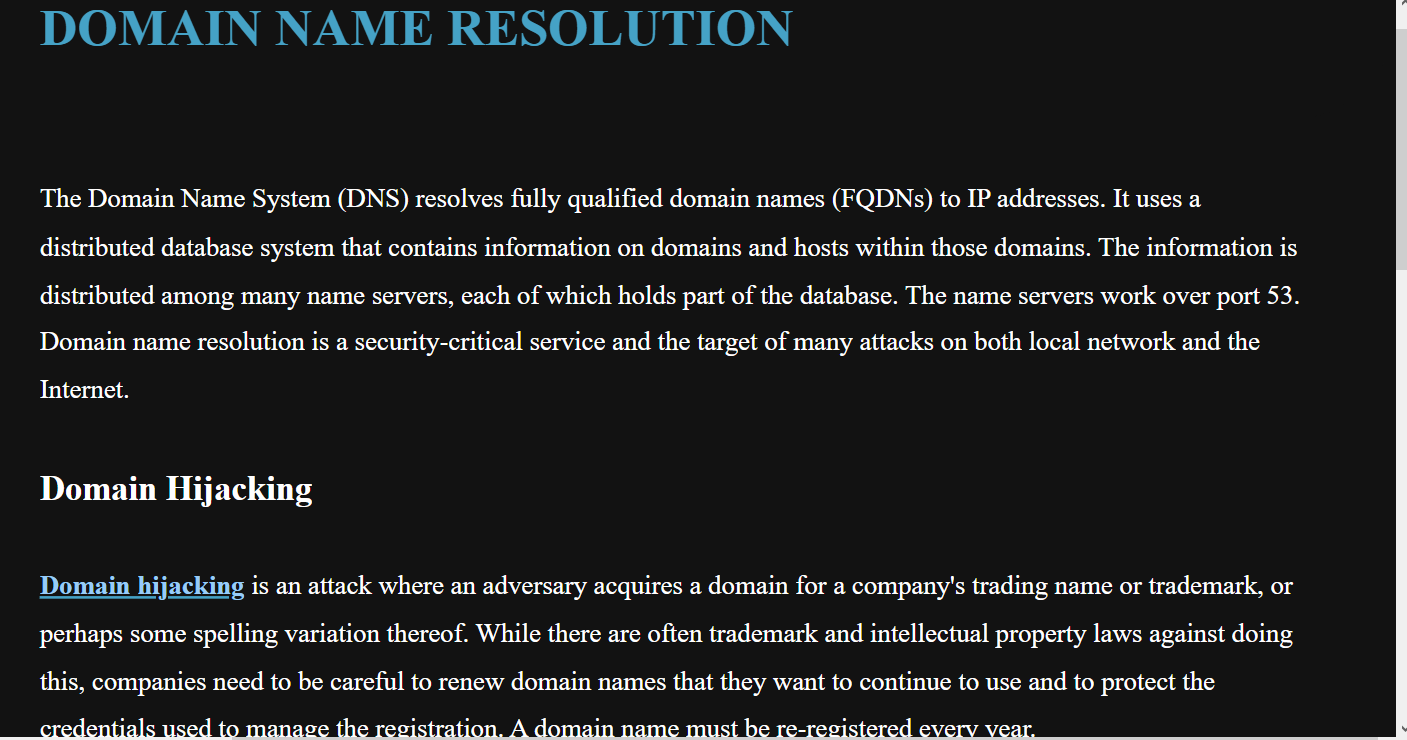 DOMAIN NAME RESOLUTION
The Domain Name System (DNS) resolves fully qualified domain names (FQDNs) to IP addresses. It uses a
distributed database system that contains information on domains and hosts within those domains. The information is
distributed among many name servers, each of which holds part of the database. The name servers work over port 53.
Domain name resolution is a security-critical service and the target of many attacks on both local network and the
Internet.
Domain Hijacking
Domain hijacking is an attack where an adversary acquires a domain for a company's trading name or trademark, or
perhaps some spelling variation thereof. While there are often trademark and intellectual property laws against doing
this, companies need to be careful to renew domain names that they want to continue to use and to protect the
credentials used to manage the registration. A domain name must be re-registered every year.